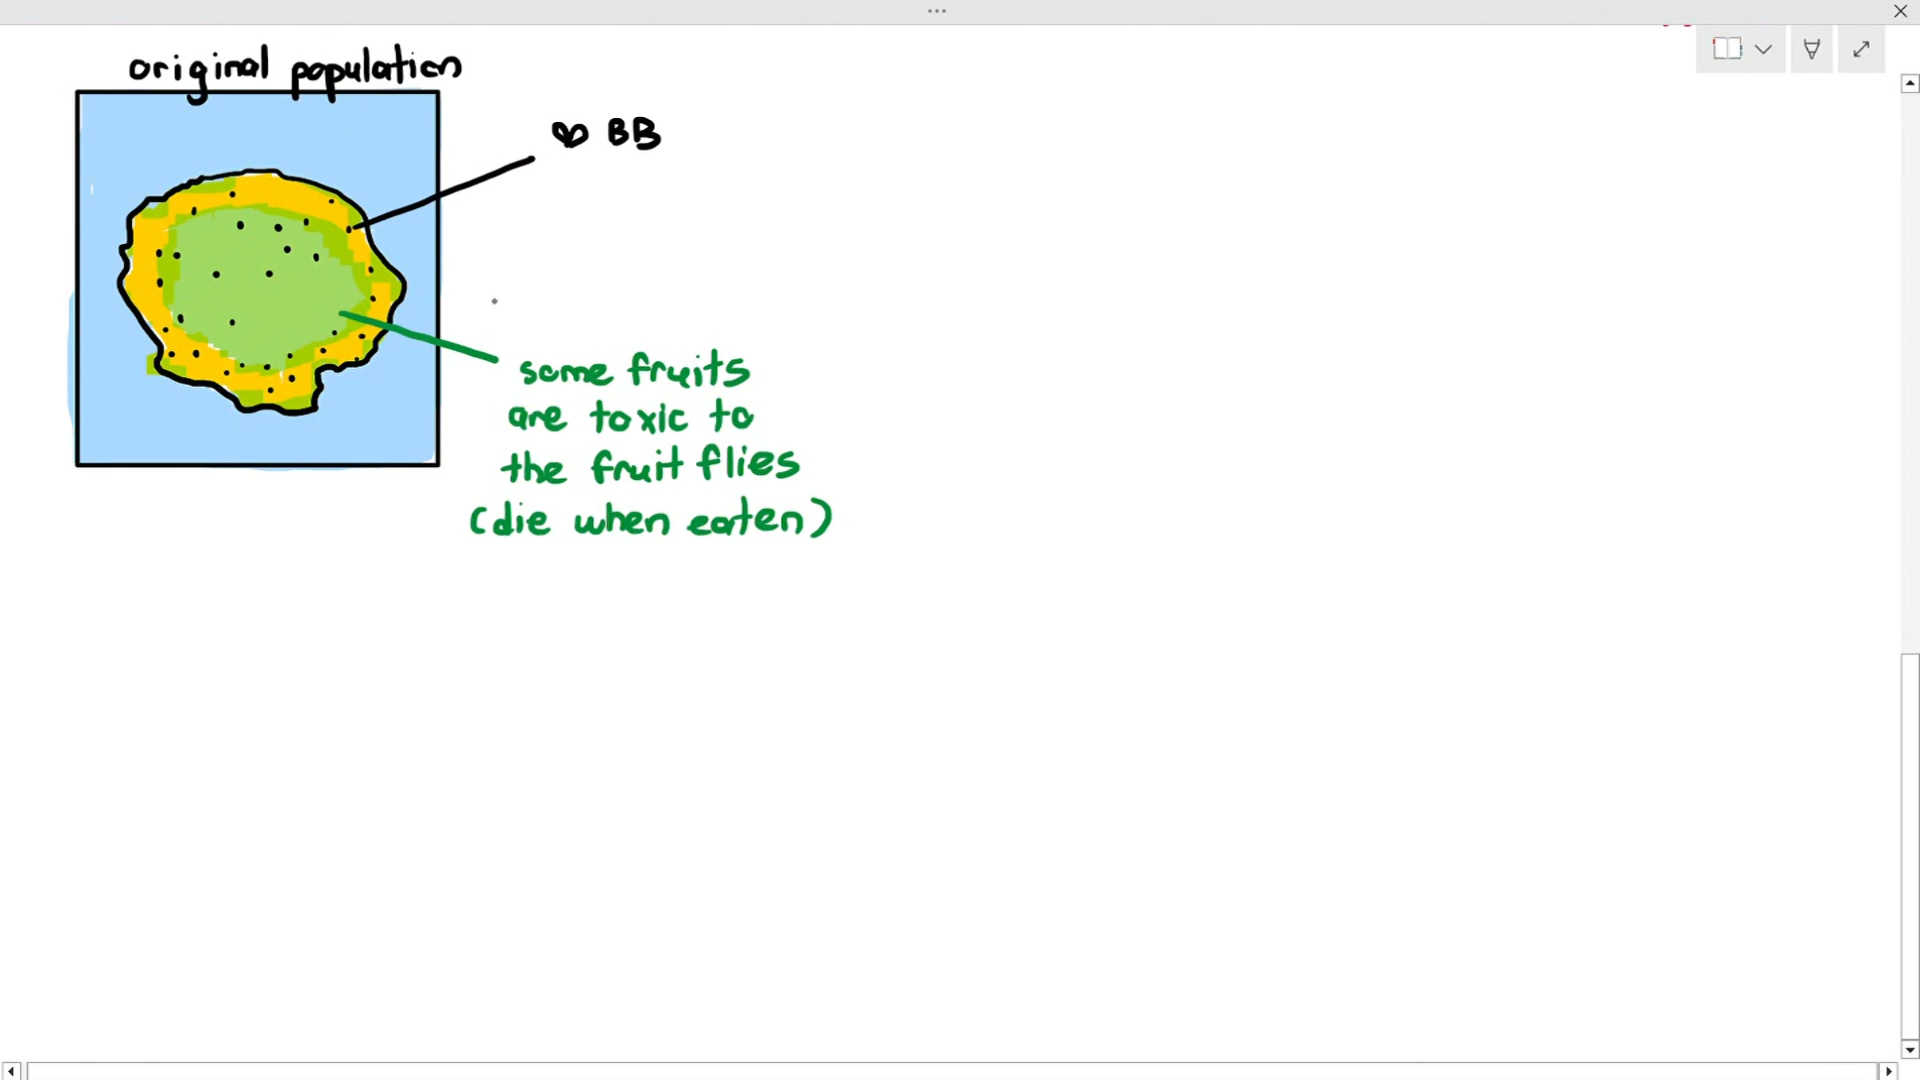 original population
BB
some fruits
are toxic to
the fruit flies
(die when eaten)